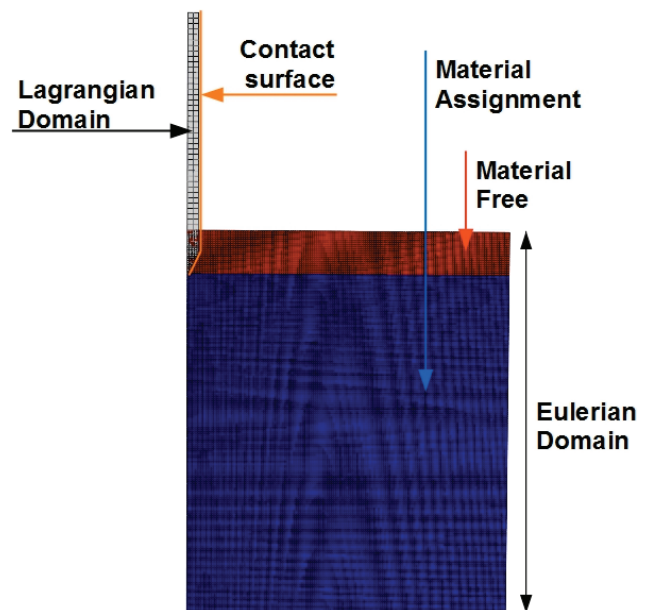 Contact
surface
Material
Assignment
Lagrangian
Domain
Material
Free
Eulerian
Domain